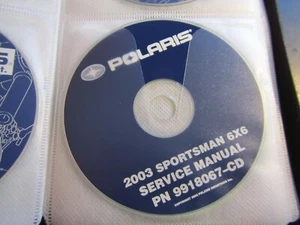 POLARIS
2003 SPORTSMAN 6X6
SERVICE MANUAL
PN 9918067-CD